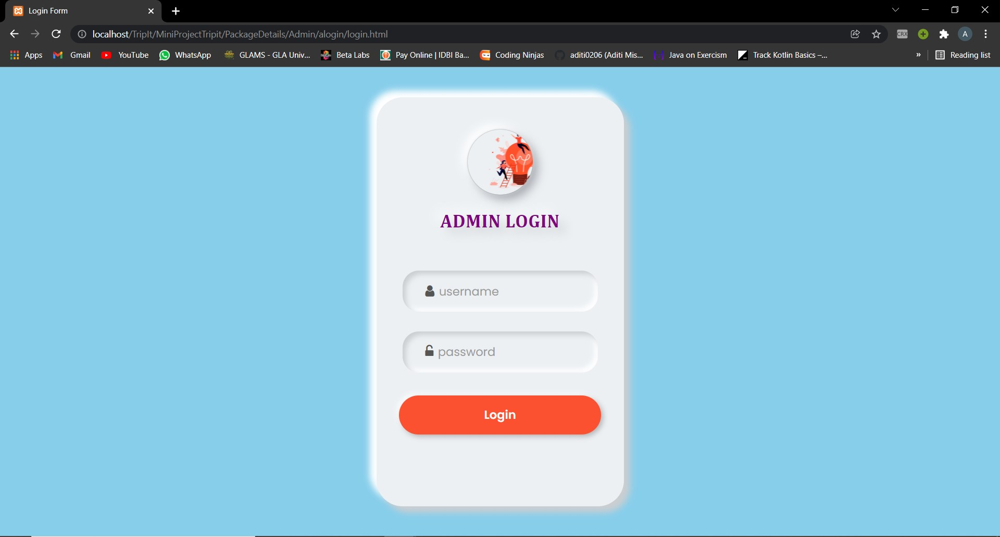 Login Form
localhost/TripIt/MiniProjectTripit/PackageDetails/Admin/alogin/login.html
CRX
A
Apps Gmail YouTube WhatsApp GLAMS - GLA Univ... Beta Labs Pay Online | IDBI Ba... Coding Ninjas aditi0206 (Aditi Mis... Java on Exercism Track Kotlin Basics –... » Reading list
ADMIN LOGIN
username
password
Login